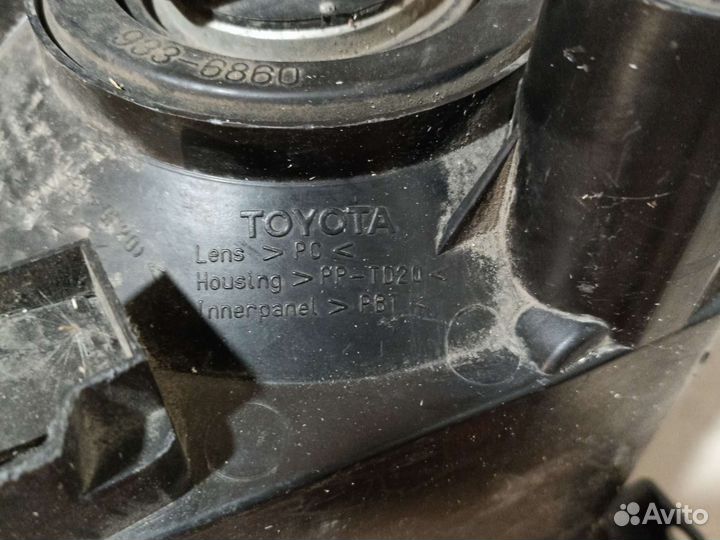 933-6860
TOYOTA
Lens > PC <
Housing > PP-TD20 <
Innerpanel > PBT <
Avito